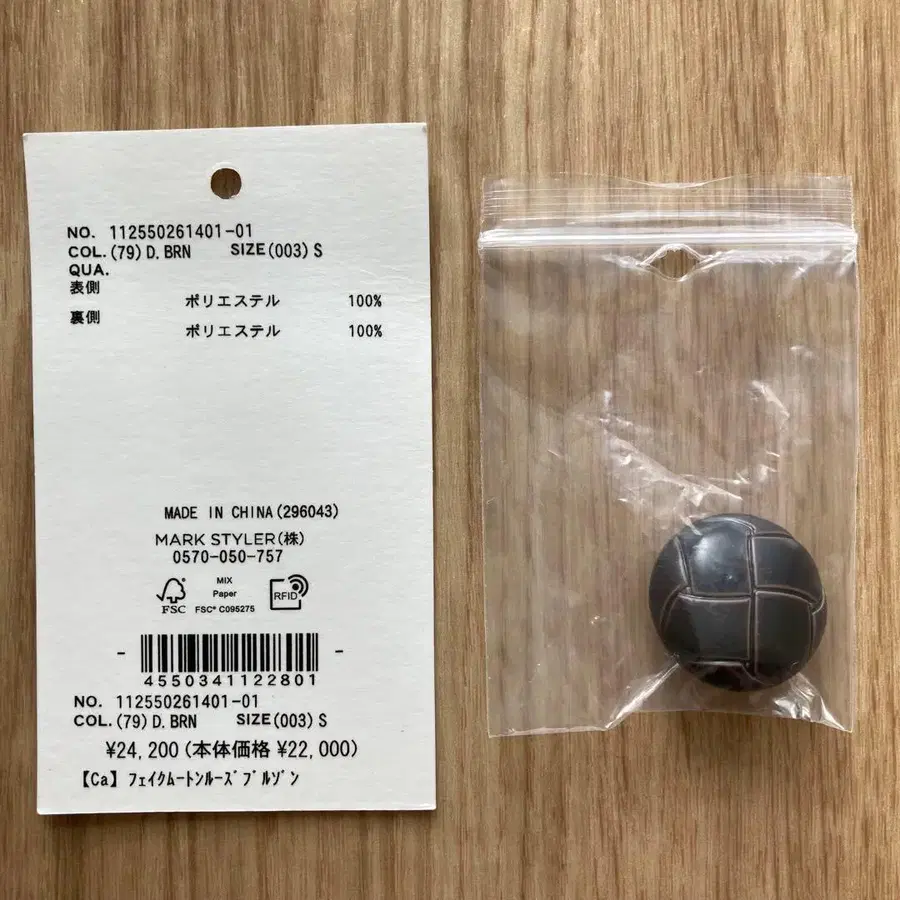 NO. 112550261401-01
COL. (79) D. BRN SIZE (003) S
QUA.
表側
ポリエステル 100%
裏側
ポリエステル 100%
MADE IN CHINA (296043)
MARK STYLER (株)
0570-050-757
FSC
MIX
Paper
FSC® C095275
RFID
4550341122801
NO. 112550261401-01
COL. (79) D. BRN SIZE (003) S
¥24,200 (本体価格 ¥22,000)
【Ca】ﾌｪｲｸﾑｰﾄﾝﾙｰｽﾞﾌﾞﾙｿﾞﾝ